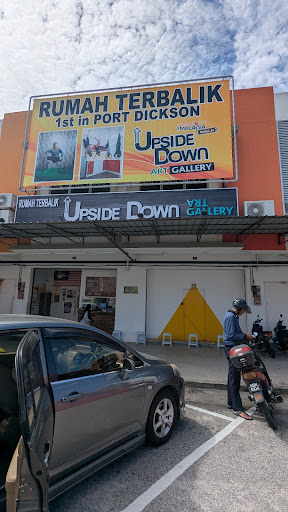 RUMAH TERBALIK
1st in PORT DICKSON
UPSIDE
DOWN
ART GALLERY
RUMAH TERBALIK
UPSIDE DOWN
ART
GALLERY